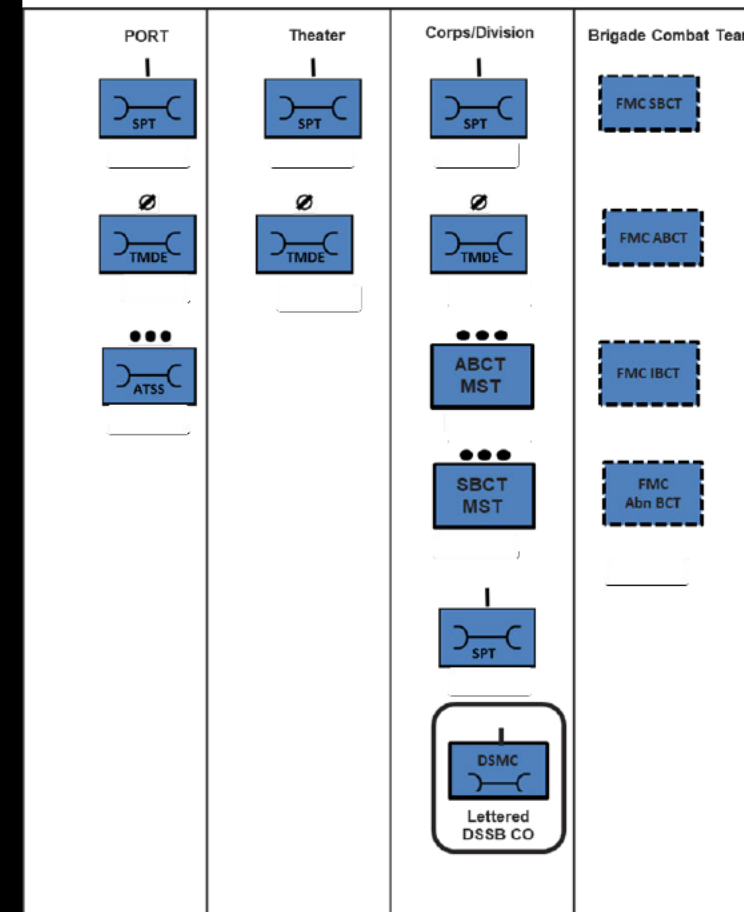 PORT
Theater
Corps/Division
Brigade Combat Tear
SPT
SPT
SPT
FMC SBCT
TMDE
TMDE
TMDE
FMC ABCT
ATSS
ABCT
MST
FMC IBCT
SBCT
MST
FMC
Abn BCT
SPT
DSMC
Lettered
DSSB CO